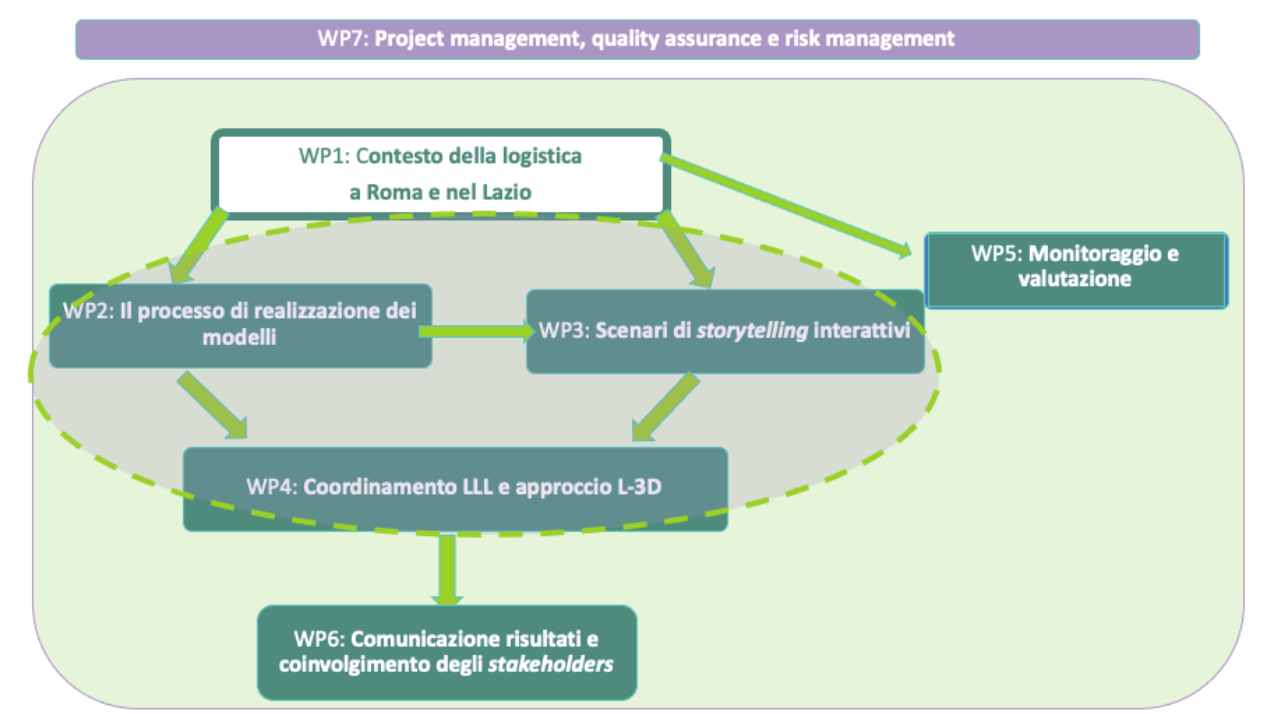 WP7: Project management, quality assurance e risk management
WP1: Contesto della logistica
a Roma e nel Lazio
WP5: Monitoraggio e
valutazione
WP2: Il processo di realizzazione dei
modelli
WP3: Scenari di storytelling interattivi
WP4: Coordinamento LLL e approccio L-3D
WP6: Comunicazione risultati e
coinvolgimento degli stakeholders